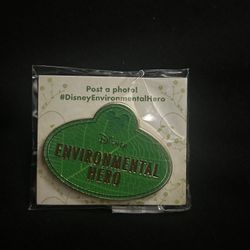 Post a photo!
#DisneyEnvironmentalHero
Disney
ENVIRONMENTAL
HERO